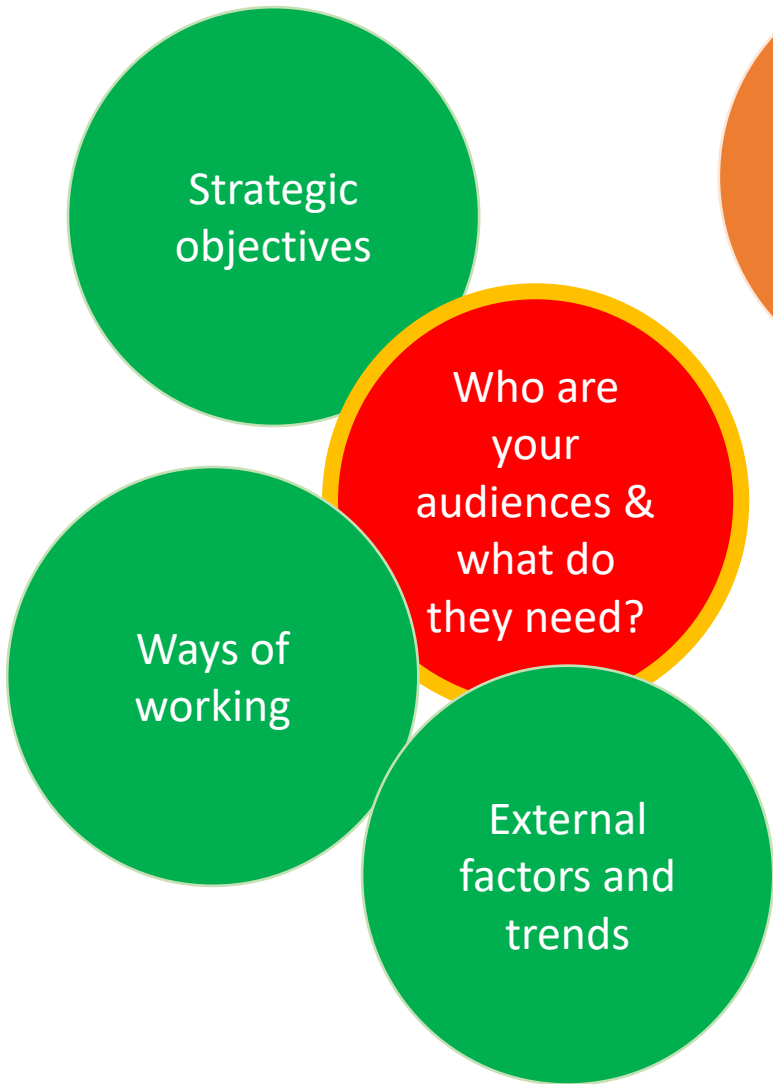 Strategic
objectives
Who are
your
audiences &
what do
they need?
Ways of
working
External
factors and
trends